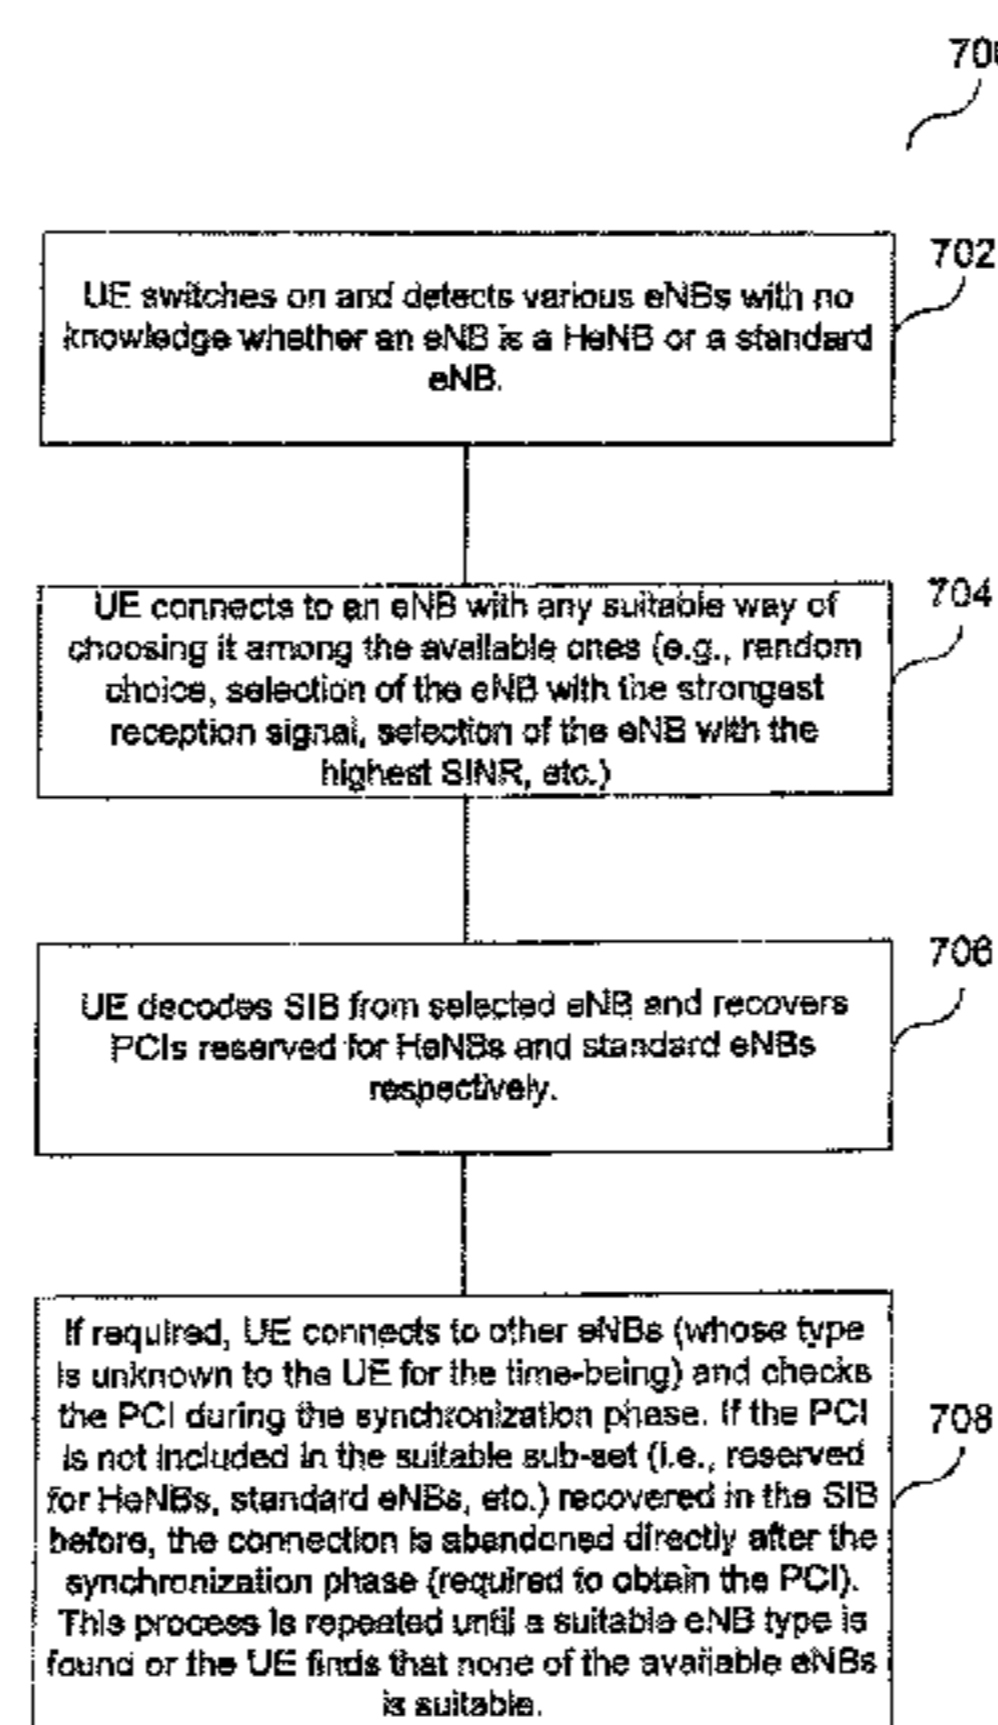 700
702
UE switches on and detects various eNBs with no
knowledge whether an eNB is a HeNB or a standard
eNB.
704
UE connects to an eNB with any suitable way of
choosing it among the available ones (e.g., random
choice, selection of the eNB with the strongest
reception signal, selection of the eNB with the
highest SINR, etc.)
706
UE decodes SIB from selected eNB and recovers
PCIs reserved for HeNBs and standard eNBs
respectively.
708
If required, UE connects to other eNBs (whose type
is unknown to the UE for the time-being) and checks
the PCI during the synchronization phase. If the PCI
is not included in the suitable sub-set (i.e., reserved
for HeNBs, standard eNBs, etc.) recovered in the SIB
before, the connection is abandoned directly after the
synchronization phase (required to obtain the PCI).
This process is repeated until a suitable eNB type is
found or the UE finds that none of the available eNBs
is suitable.